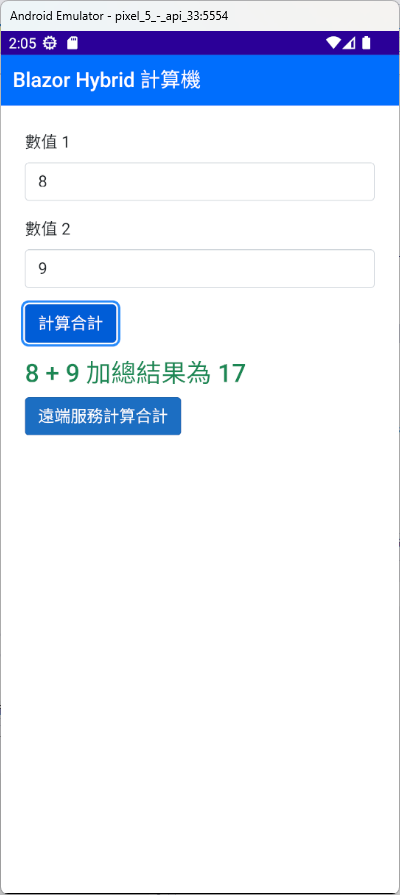 Android Emulator - pixel_5_-_api_33:5554
2:05
Blazor Hybrid 計算機
數值 1
8
數值 2
9
計算合計
8 + 9 加總結果為 17
遠端服務計算合計